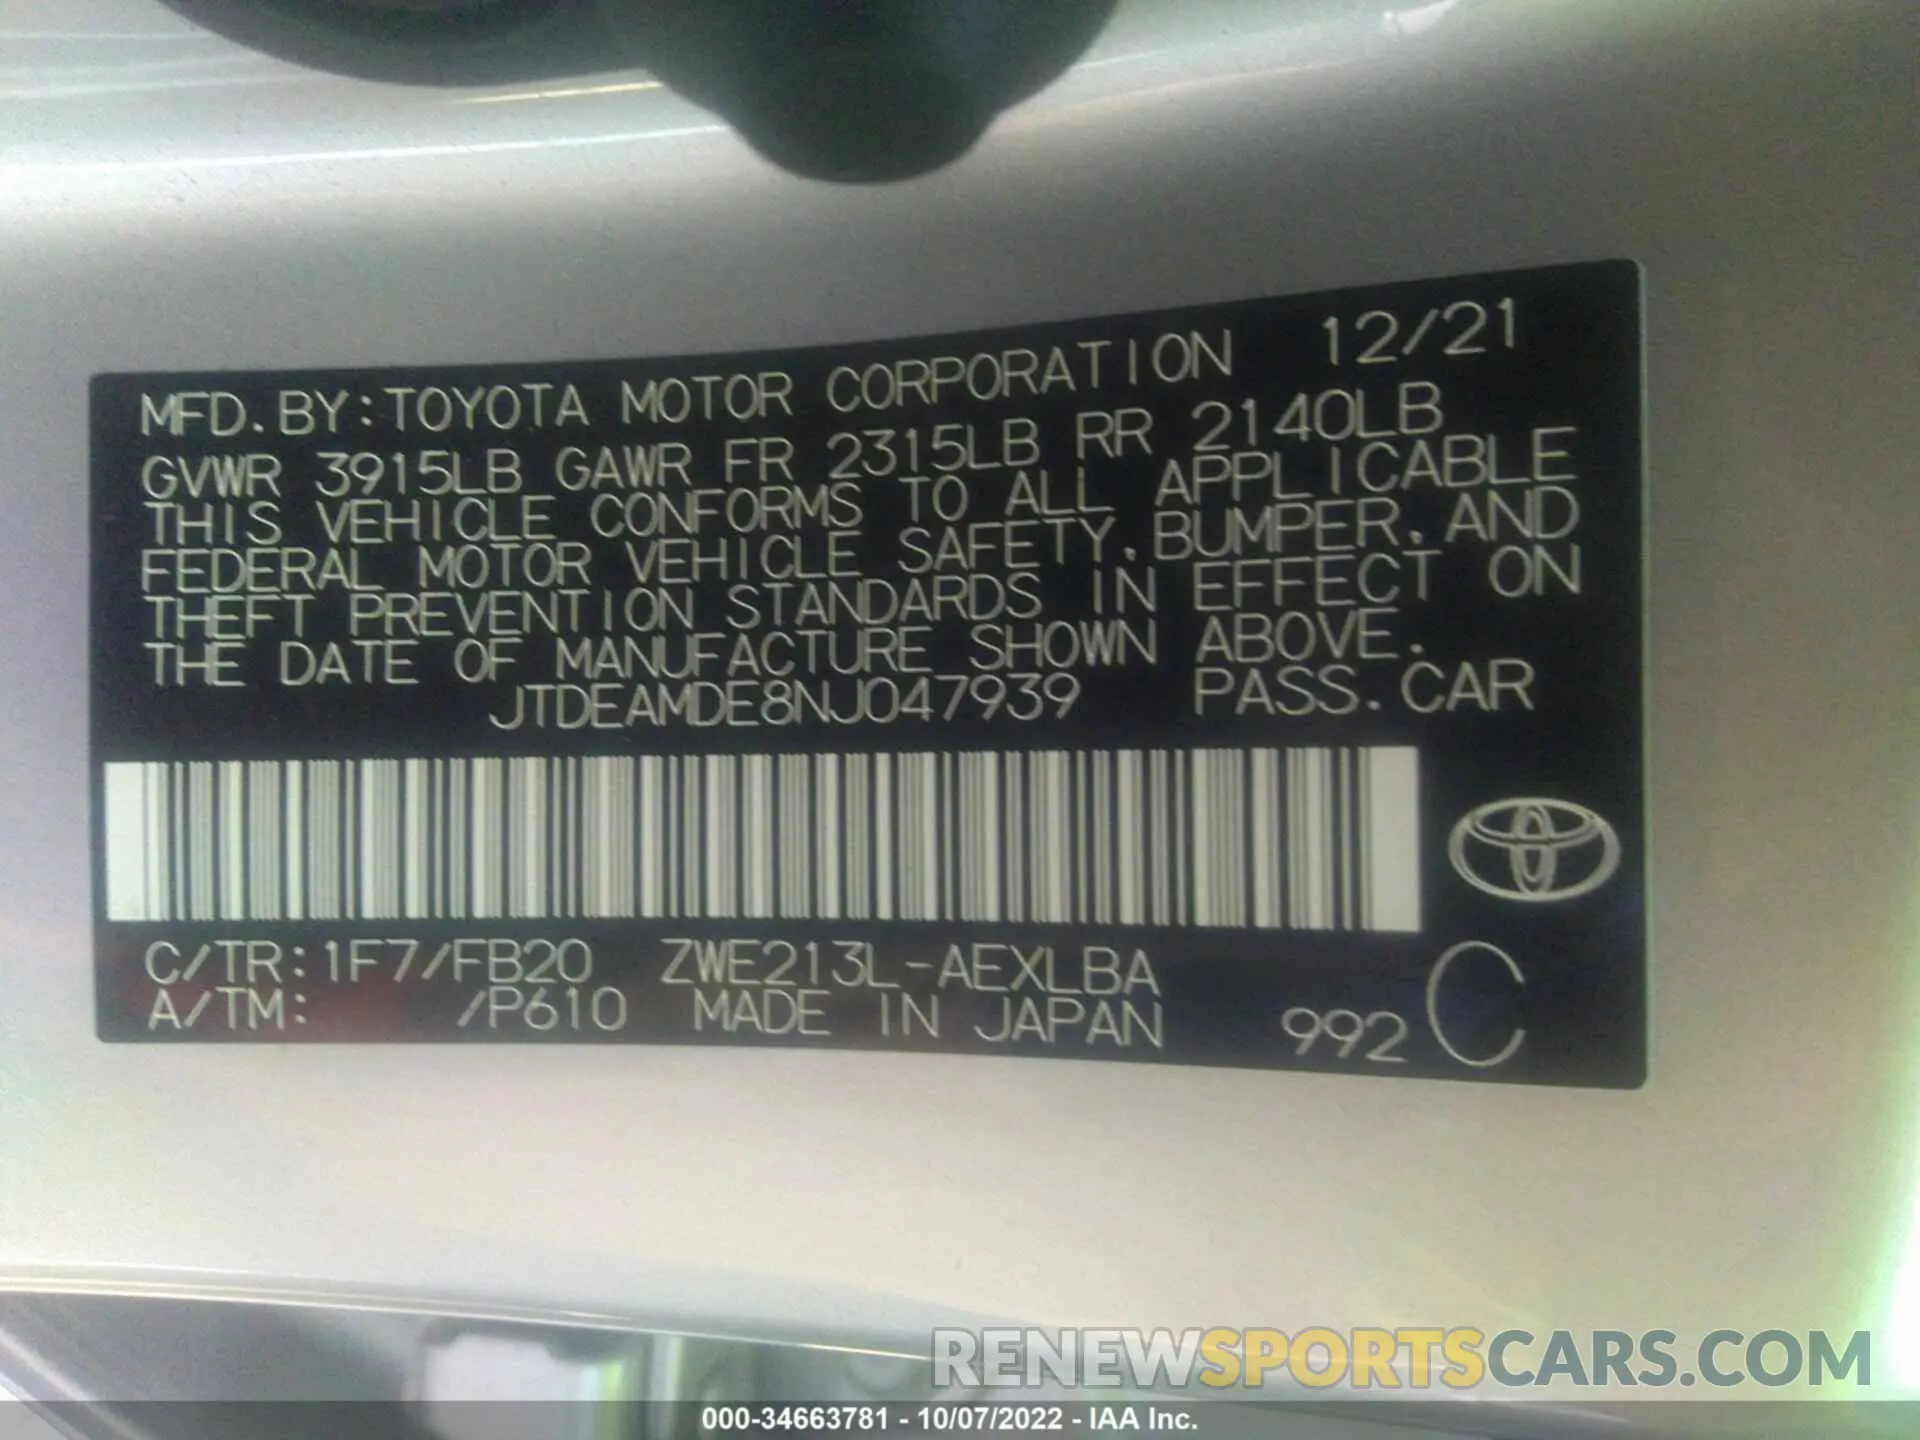 MFD.BY:TOYOTA MOTOR CORPORATION 12/21
GVWR 3915LB GAWR FR 2315LB RR 2140LB
THIS VEHICLE CONFORMS TO ALL APPLICABLE
FEDERAL MOTOR VEHICLE SAFETY,BUMPER,AND
THEFT PREVENTION STANDARDS IN EFFECT ON
THE DATE OF MANUFACTURE SHOWN ABOVE.
JTDEAMDE8NJ047939 PASS.CAR
C/TR:1F7/FB20 ZWE213L-AEXLBA
A/TM: /P610 MADE IN JAPAN 992 C
RENEWSPORTSCARS.COM
000-34663781 - 10/07/2022 - IAA Inc.